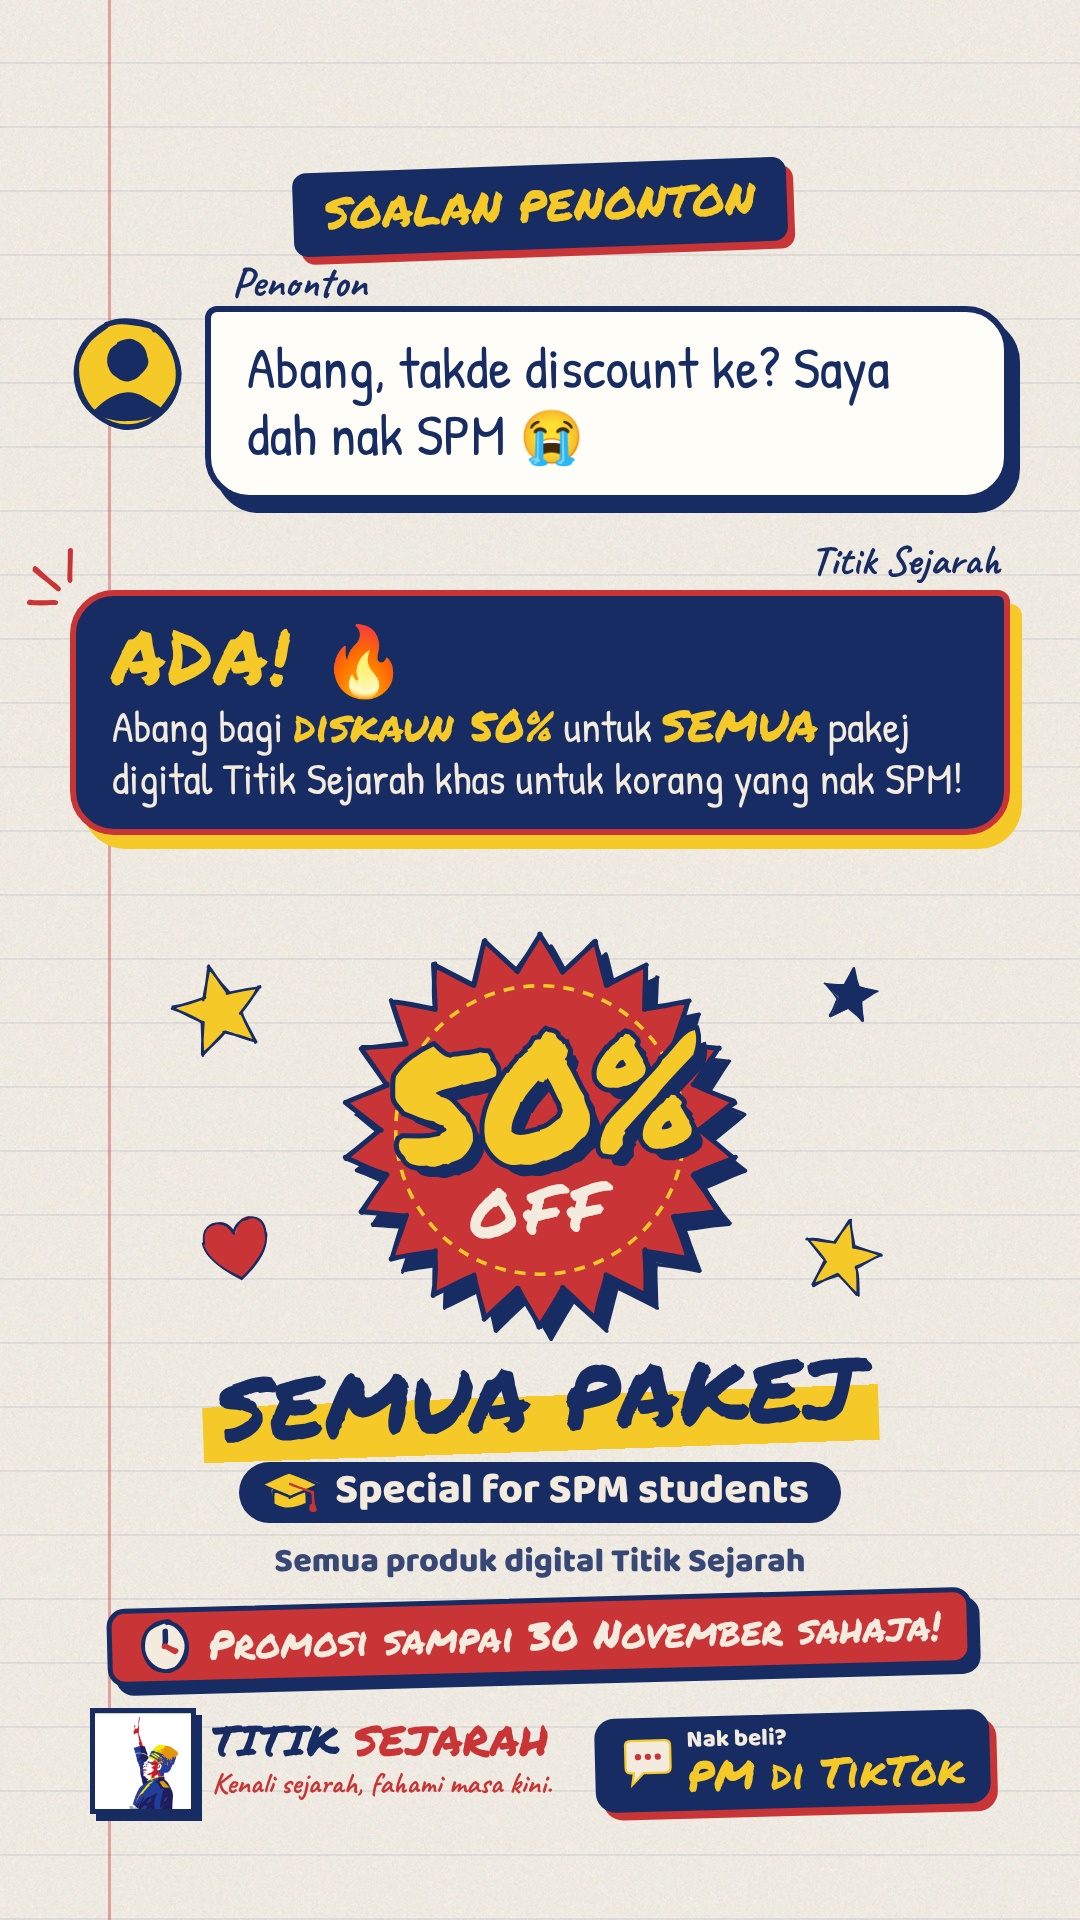 SOALAN PENONTON
Penonton
Abang, takde discount ke? Saya
dah nak SPM 😭
Titik Sejarah
ADA! 🔥
Abang bagi DISKAUN 50% untuk SEMUA pakej
digital Titik Sejarah khas untuk korang yang nak SPM!
50%
OFF
SEMUA PAKEJ
Special for SPM students
Semua produk digital Titik Sejarah
PROMOSI SAMPAI 30 NOVEMBER SAHAJA!
TITIK SEJARAH
Kenali sejarah, fahami masa kini.
Nak beli?
PM DI TIKTOK